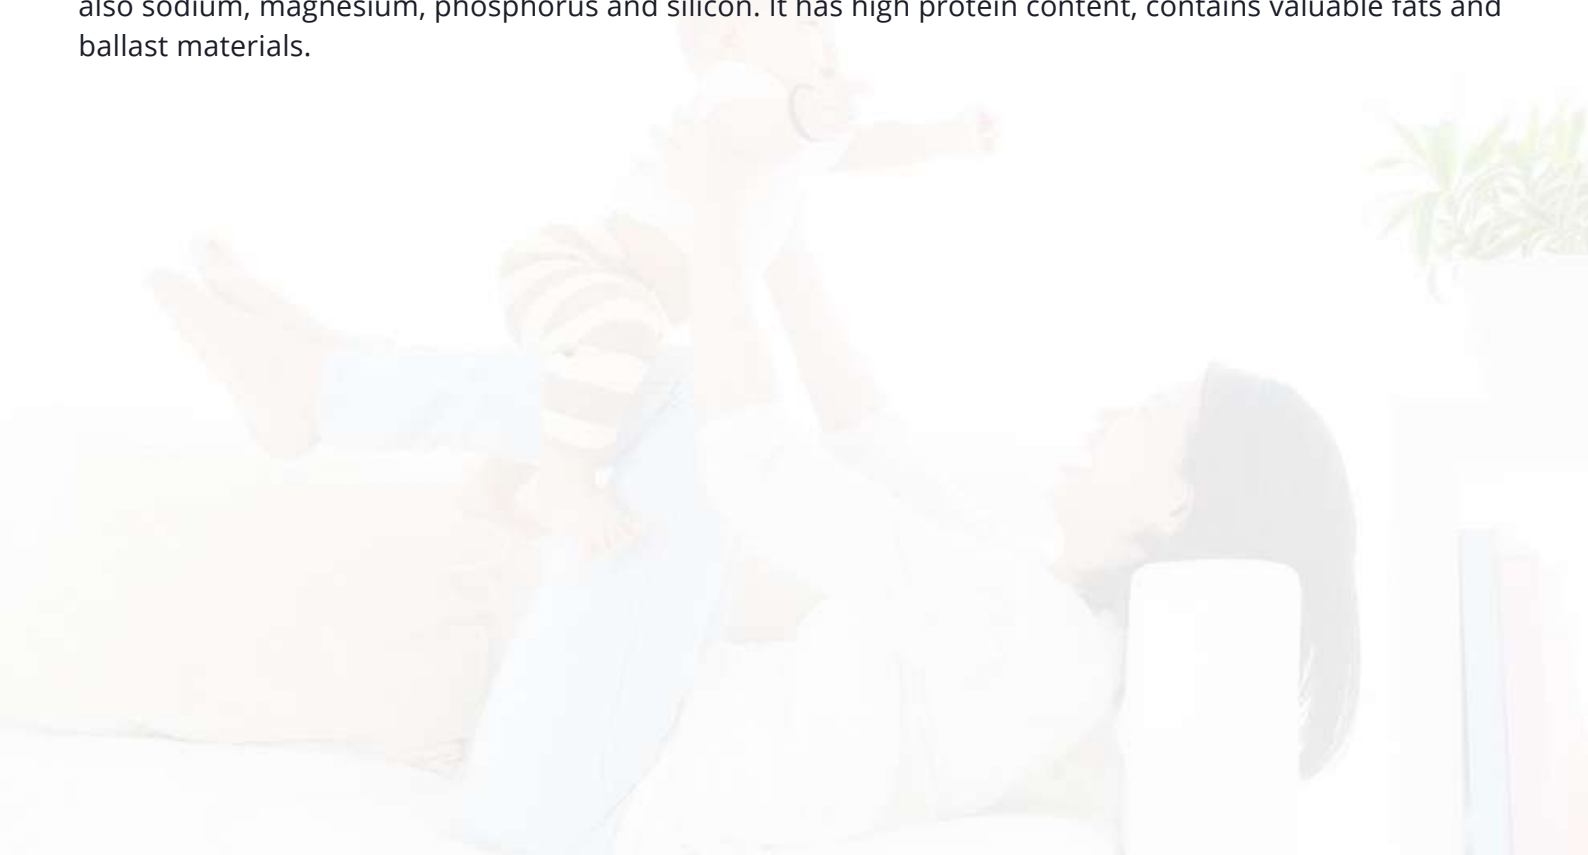 also sodium, magnesium, phosphorus and silicon. It has high protein content, contains valuable fats and
ballast materials.